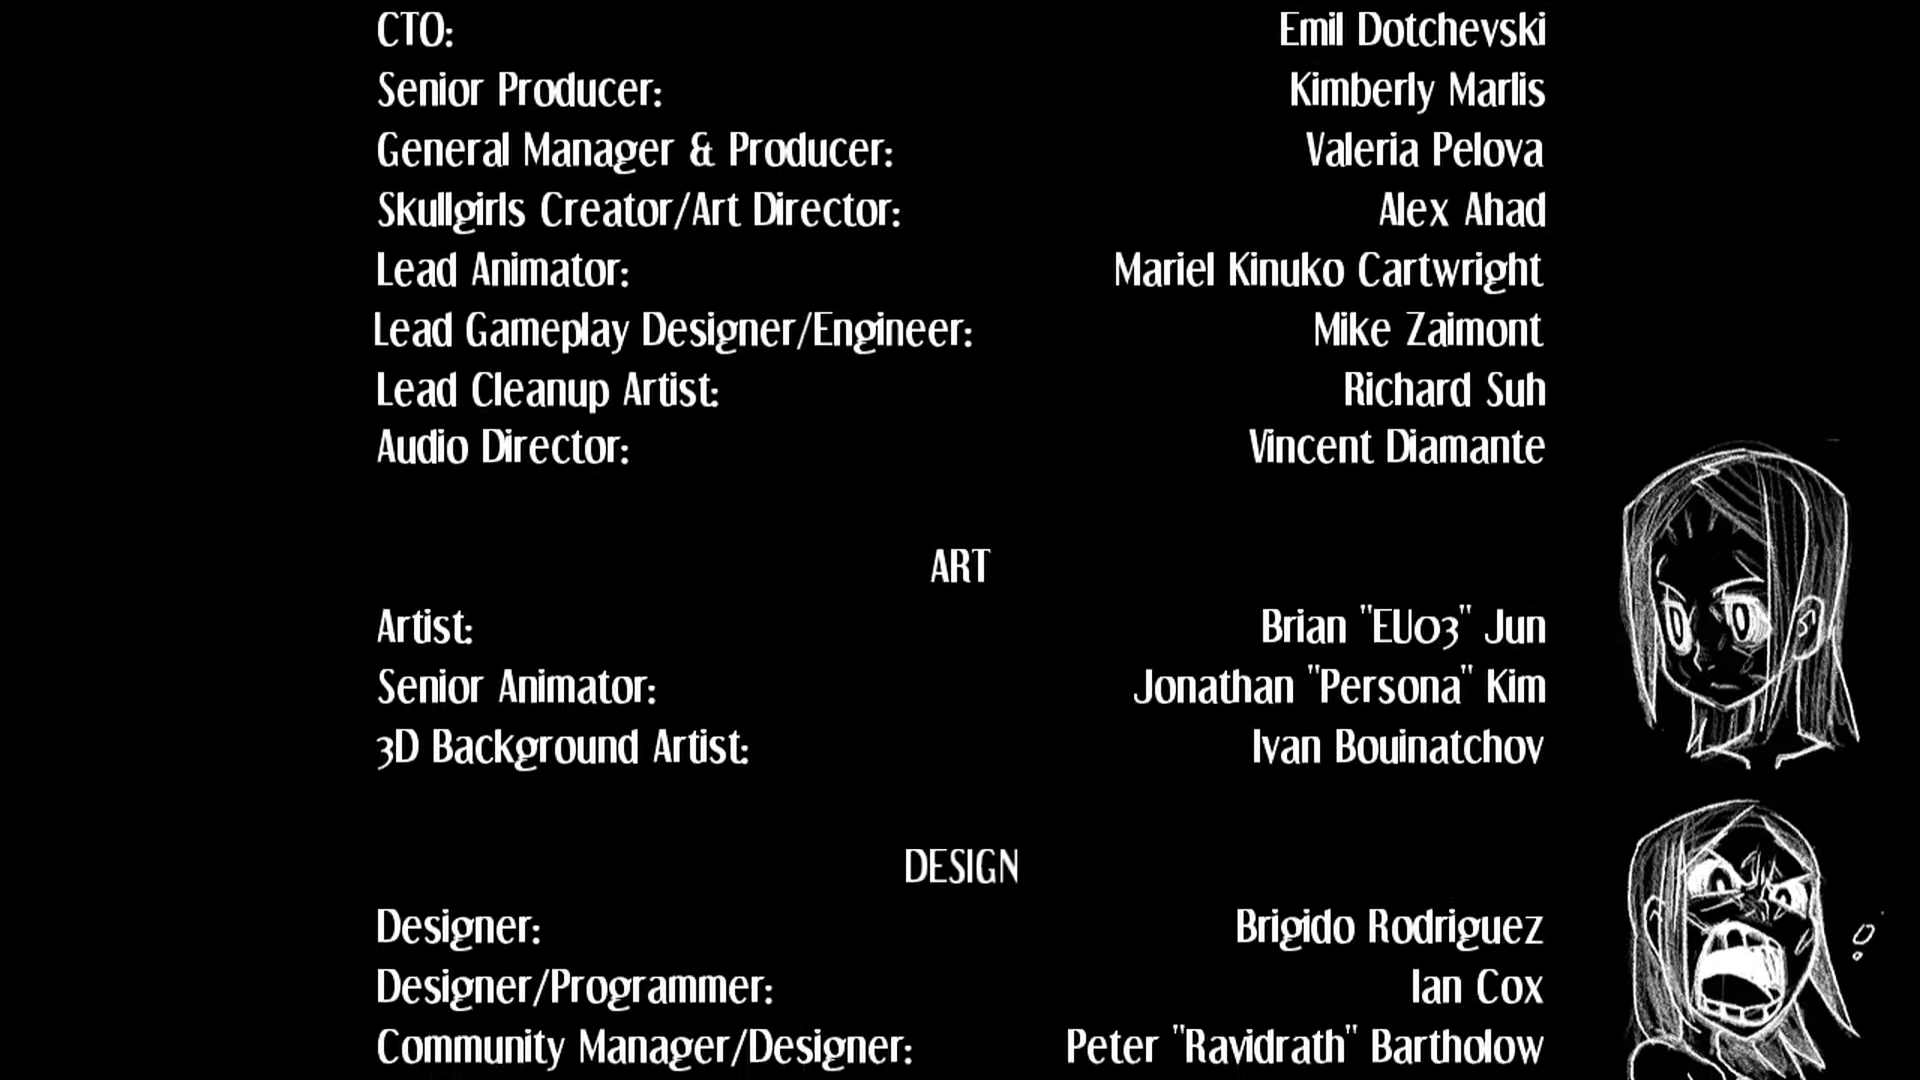 CTO: Emil Dotchevski
Senior Producer: Kimberly Marlis
General Manager & Producer: Valeria Pelova
Skullgirls Creator/Art Director: Alex Ahad
Lead Animator: Mariel Kinuko Cartwright
Lead Gameplay Designer/Engineer: Mike Zaimont
Lead Cleanup Artist: Richard Suh
Audio Director: Vincent Diamante
ART
Artist: Brian "EU03" Jun
Senior Animator: Jonathan "Persona" Kim
3D Background Artist: Ivan Bouinatchov
DESIGN
Designer: Brigido Rodriguez
Designer/Programmer: Ian Cox
Community Manager/Designer: Peter "Ravidrath" Bartholow